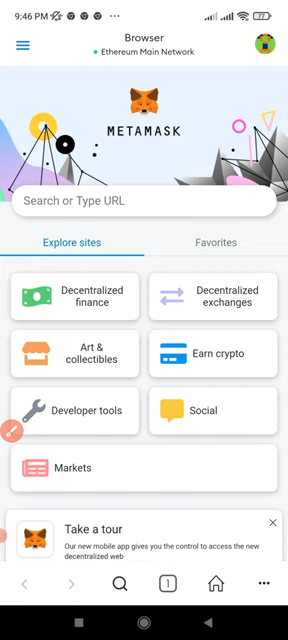 9:46 PM
77
Browser
Ethereum Main Network
METAMASK
Search or Type URL
Explore sites
Favorites
Decentralized
finance
Decentralized
exchanges
Art &
collectibles
Earn crypto
Developer tools
Social
Markets
Take a tour
Our new mobile app gives you the control to access the new
decentralized web
1